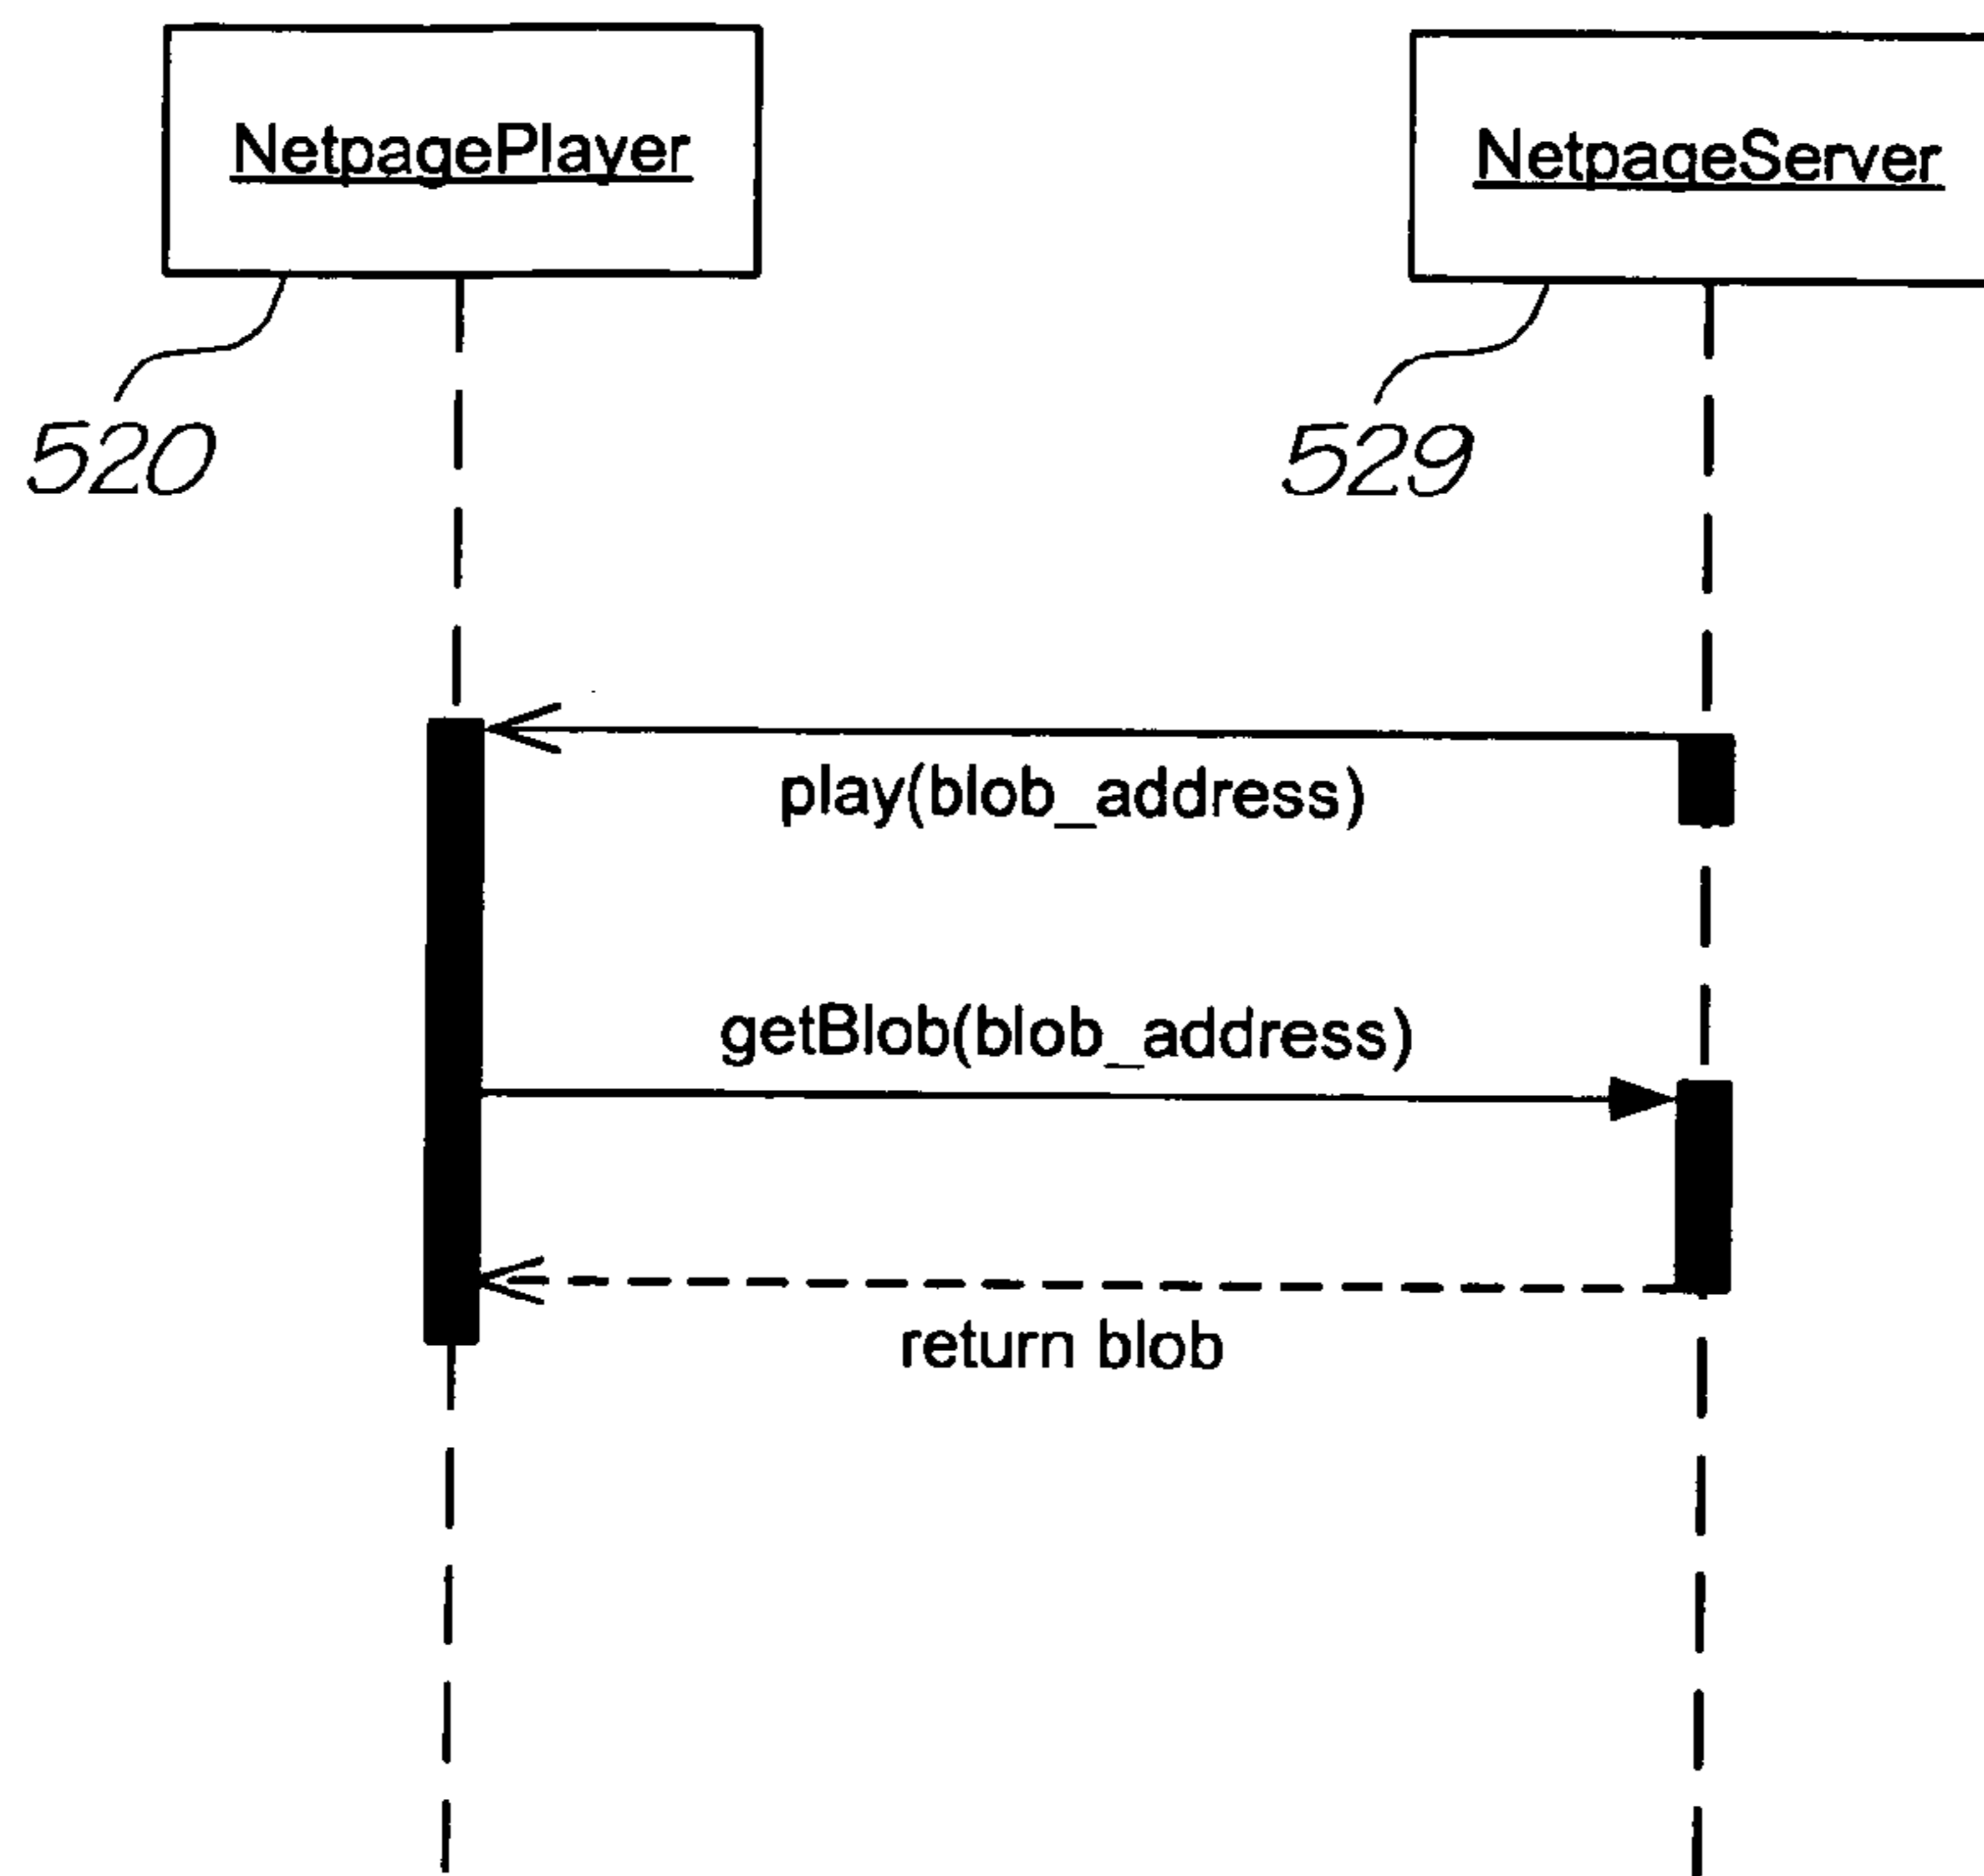 NetpagePlayer
NetpageServer
520
529
play(blob_address)
getBlob(blob_address)
return blob